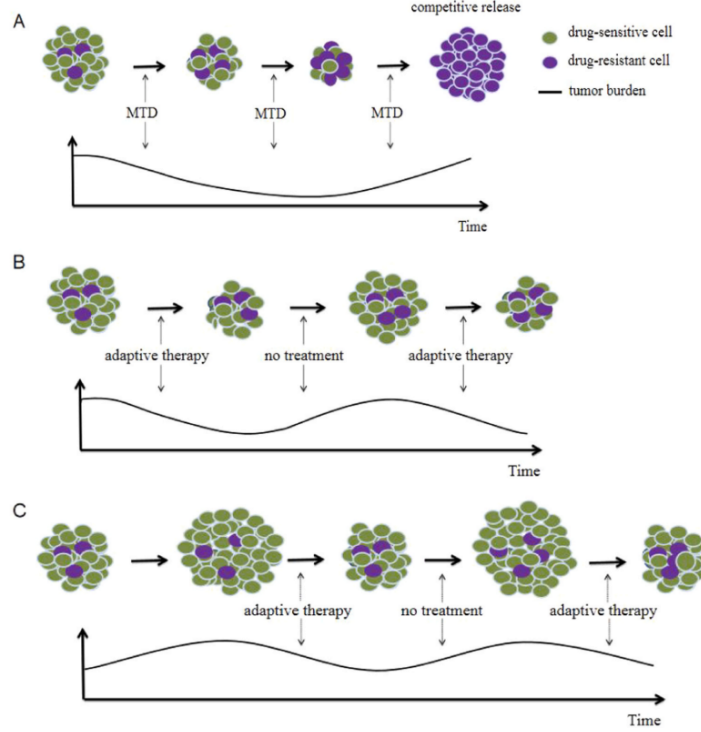 A
competitive release
drug-sensitive cell
drug-resistant cell
tumor burden
MTD
MTD
MTD
Time
B
adaptive therapy
no treatment
adaptive therapy
Time
C
adaptive therapy
no treatment
adaptive therapy
Time